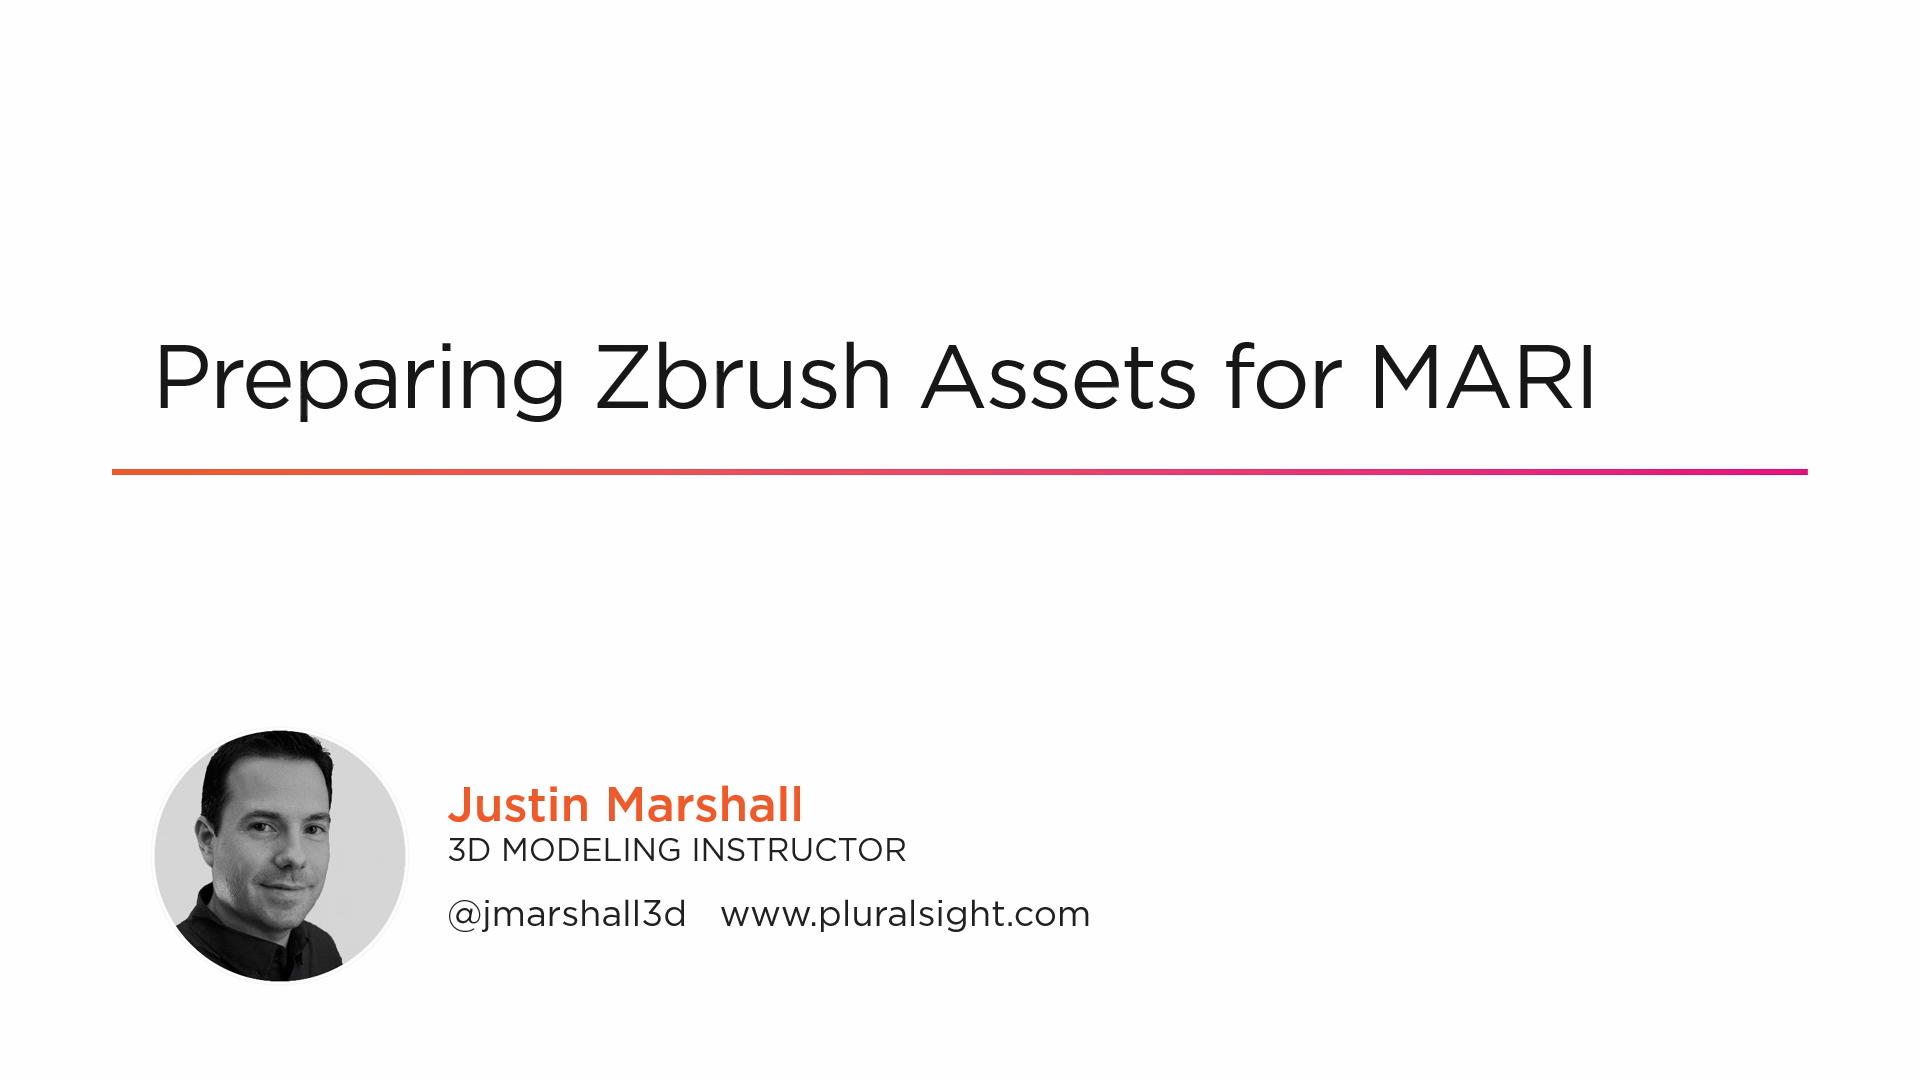 Preparing Zbrush Assets for MARI
Justin Marshall
3D MODELING INSTRUCTOR
@jmarshall3d www.pluralsight.com